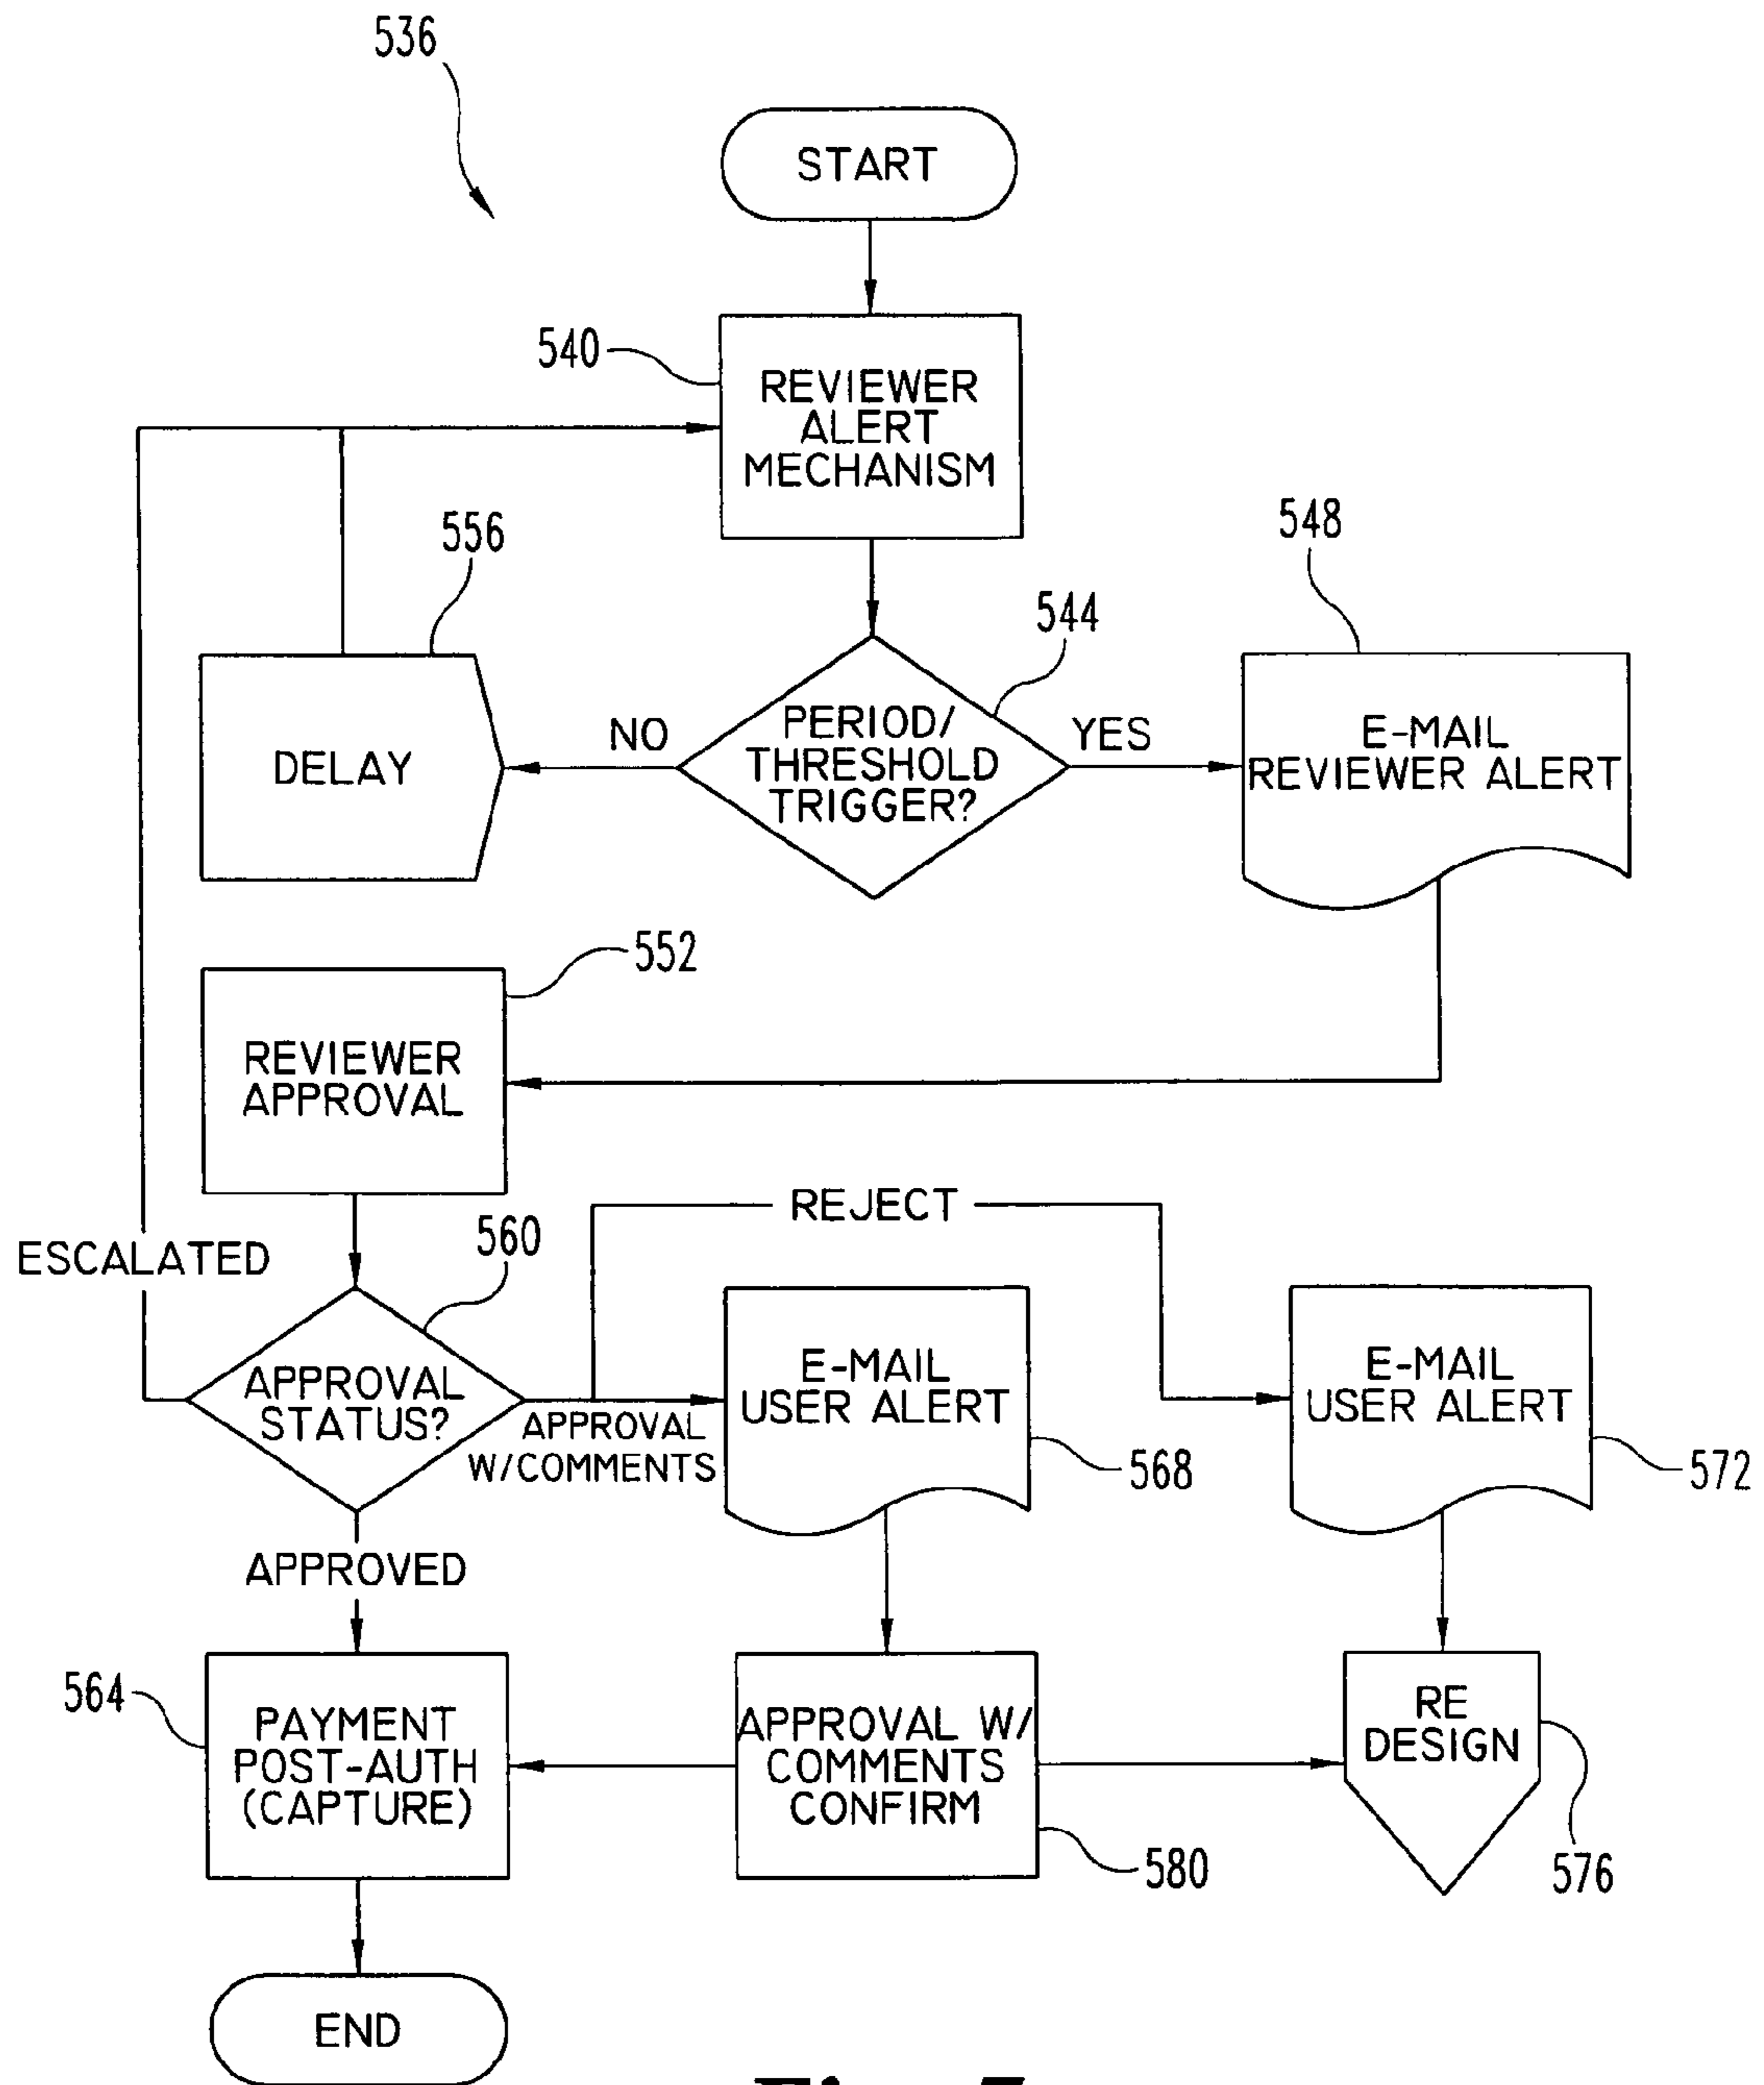 536
START
540
REVIEWER
ALERT
MECHANISM
556
548
544
DELAY
NO
PERIOD/
THRESHOLD
TRIGGER?
YES
E-MAIL
REVIEWER ALERT
552
REVIEWER
APPROVAL
REJECT
ESCALATED
560
APPROVAL
STATUS?
APPROVAL
W/COMMENTS
E-MAIL
USER ALERT
568
E-MAIL
USER ALERT
572
APPROVED
564
PAYMENT
POST-AUTH
(CAPTURE)
APPROVAL W/
COMMENTS
CONFIRM
580
RE
DESIGN
576
END